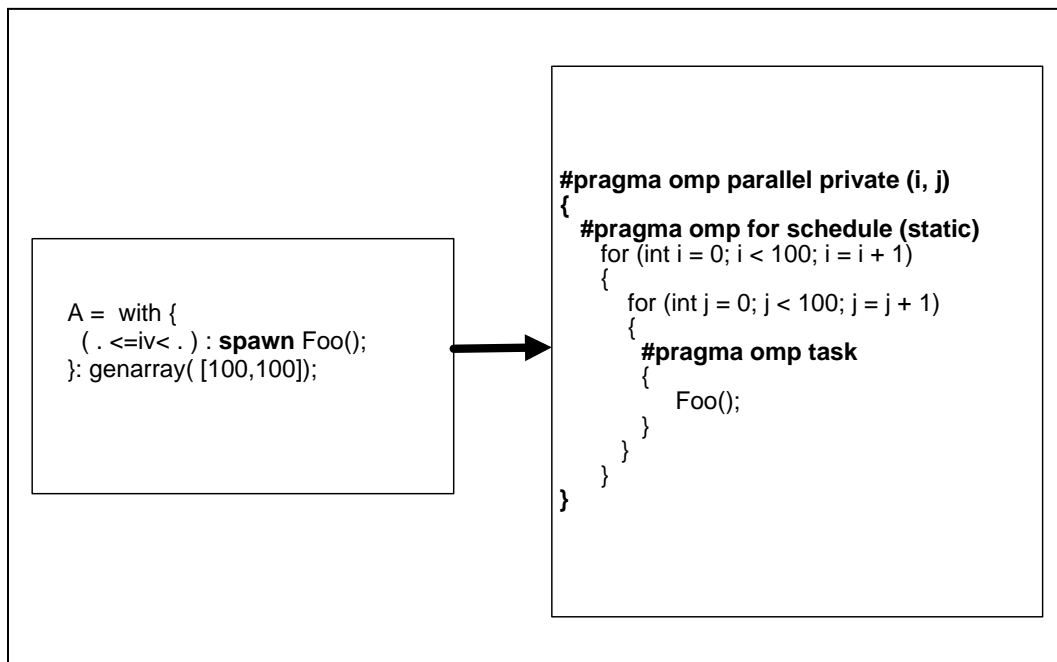 A = with {
( . <=iv< . ) : spawn Foo();
}: genarray( [100,100]);
#pragma omp parallel private (i, j)
{
#pragma omp for schedule (static)
for (int i = 0; i < 100; i = i + 1)
{
for (int j = 0; j < 100; j = j + 1)
{
#pragma omp task
{
Foo();
}
}
}
}